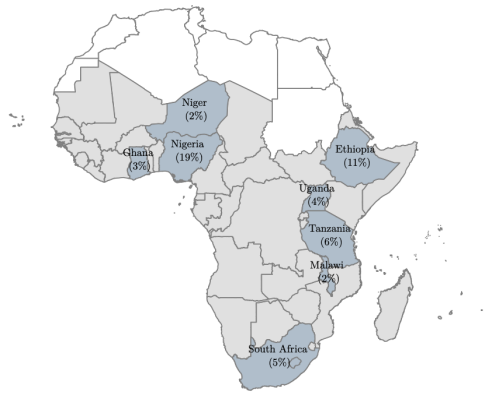 Niger
(2%)
Nigeria
(19%)
Ghana
(3%)
Ethiopia
(11%)
Uganda
(4%)
Tanzania
(6%)
Malawi
(2%)
South Africa
(5%)